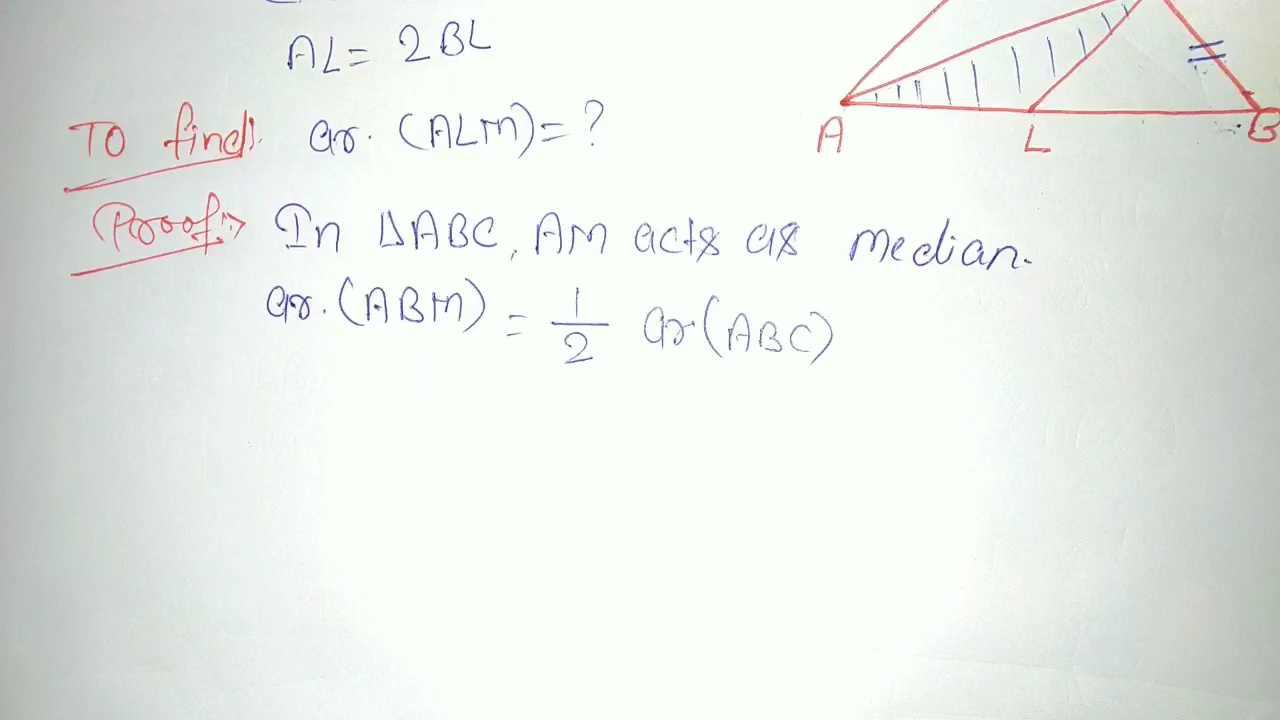 AL = 2BL
To find:. ar. (ALM) = ?
Proof:→ In ΔABC, AM acts as median.
ar. (ABM) = 1/2 ar(ABC)
A L B